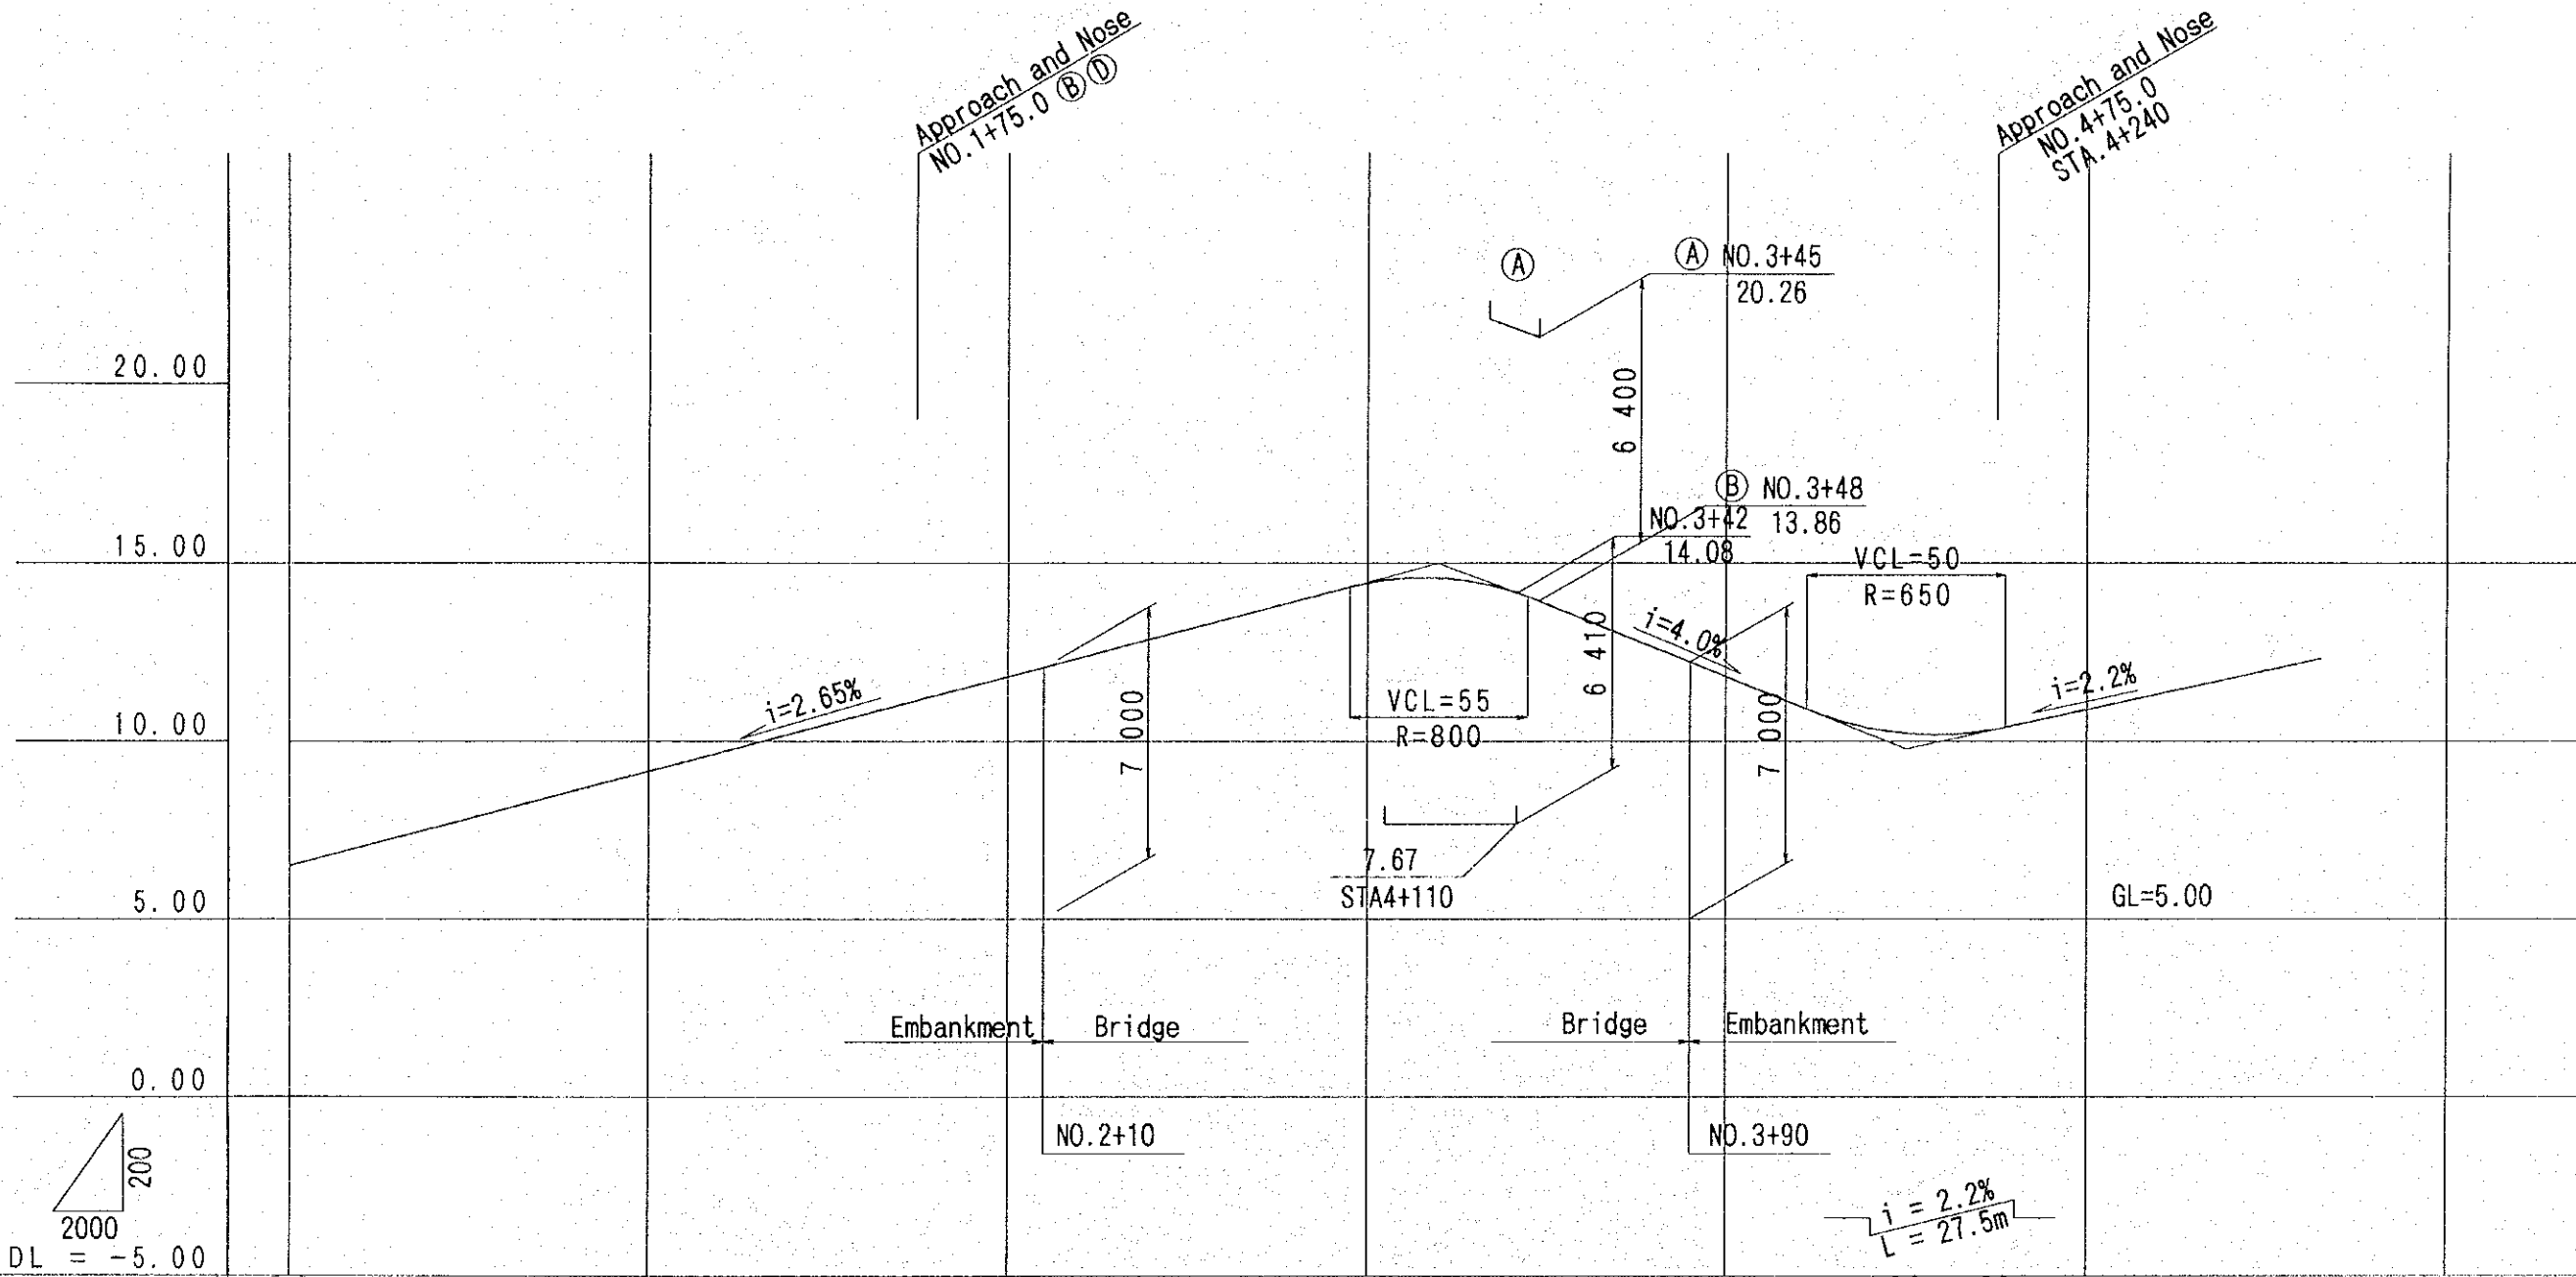 Approach and Nose
NO.1+75.0 Ⓑ Ⓓ
Approach and Nose
NO.4+75.0
STA.4+240
Ⓐ
Ⓐ NO.3+45
20.26
20.00
6 400
Ⓑ NO.3+48
13.86
NO.3+42
14.08
15.00
VCL=50
R=650
i=4.0%
6 410
i=2.65%
7 000
VCL=55
R=800
7 000
i=2.2%
10.00
7.67
STA4+110
5.00
GL=5.00
Embankment
Bridge
Bridge
Embankment
0.00
NO.2+10
NO.3+90
200
2000
i = 2.2%
L = 27.5m
DL = -5.00